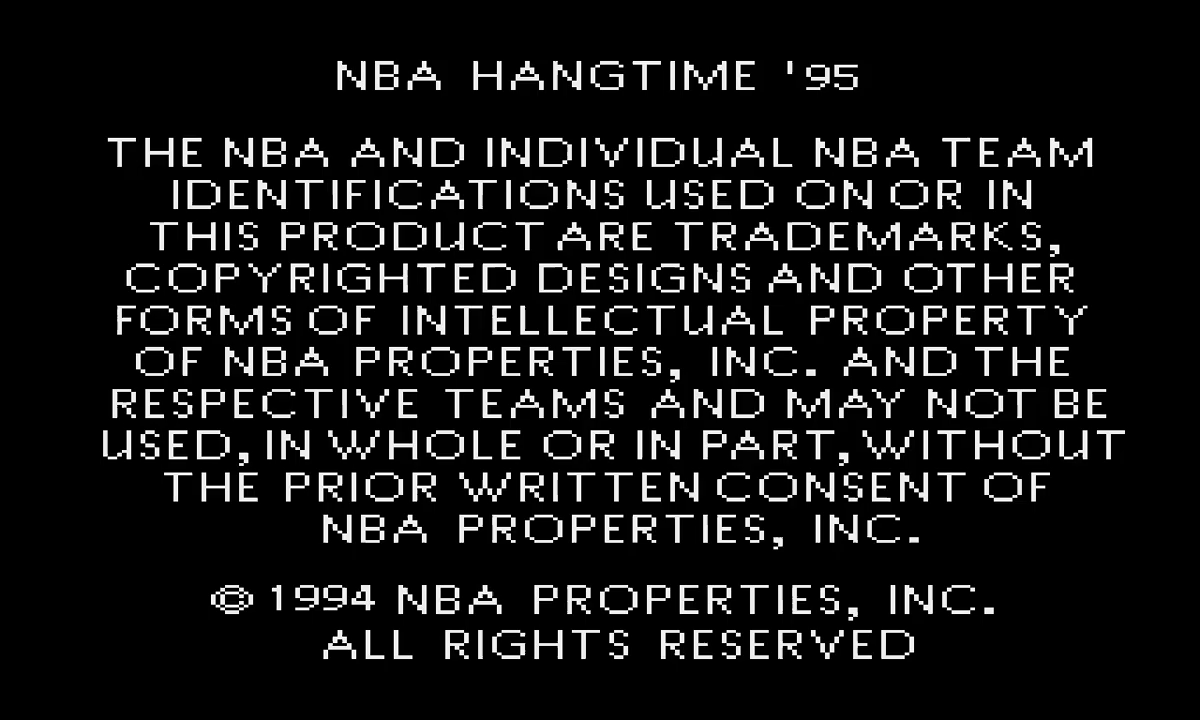 NBA HANGTIME '95
THE NBA AND INDIVIDUAL NBA TEAM
IDENTIFICATIONS USED ON OR IN
THIS PRODUCT ARE TRADEMARKS,
COPYRIGHTED DESIGNS AND OTHER
FORMS OF INTELLECTUAL PROPERTY
OF NBA PROPERTIES, INC. AND THE
RESPECTIVE TEAMS AND MAY NOT BE
USED, IN WHOLE OR IN PART, WITHOUT
THE PRIOR WRITTEN CONSENT OF
NBA PROPERTIES, INC.
© 1994 NBA PROPERTIES, INC.
ALL RIGHTS RESERVED